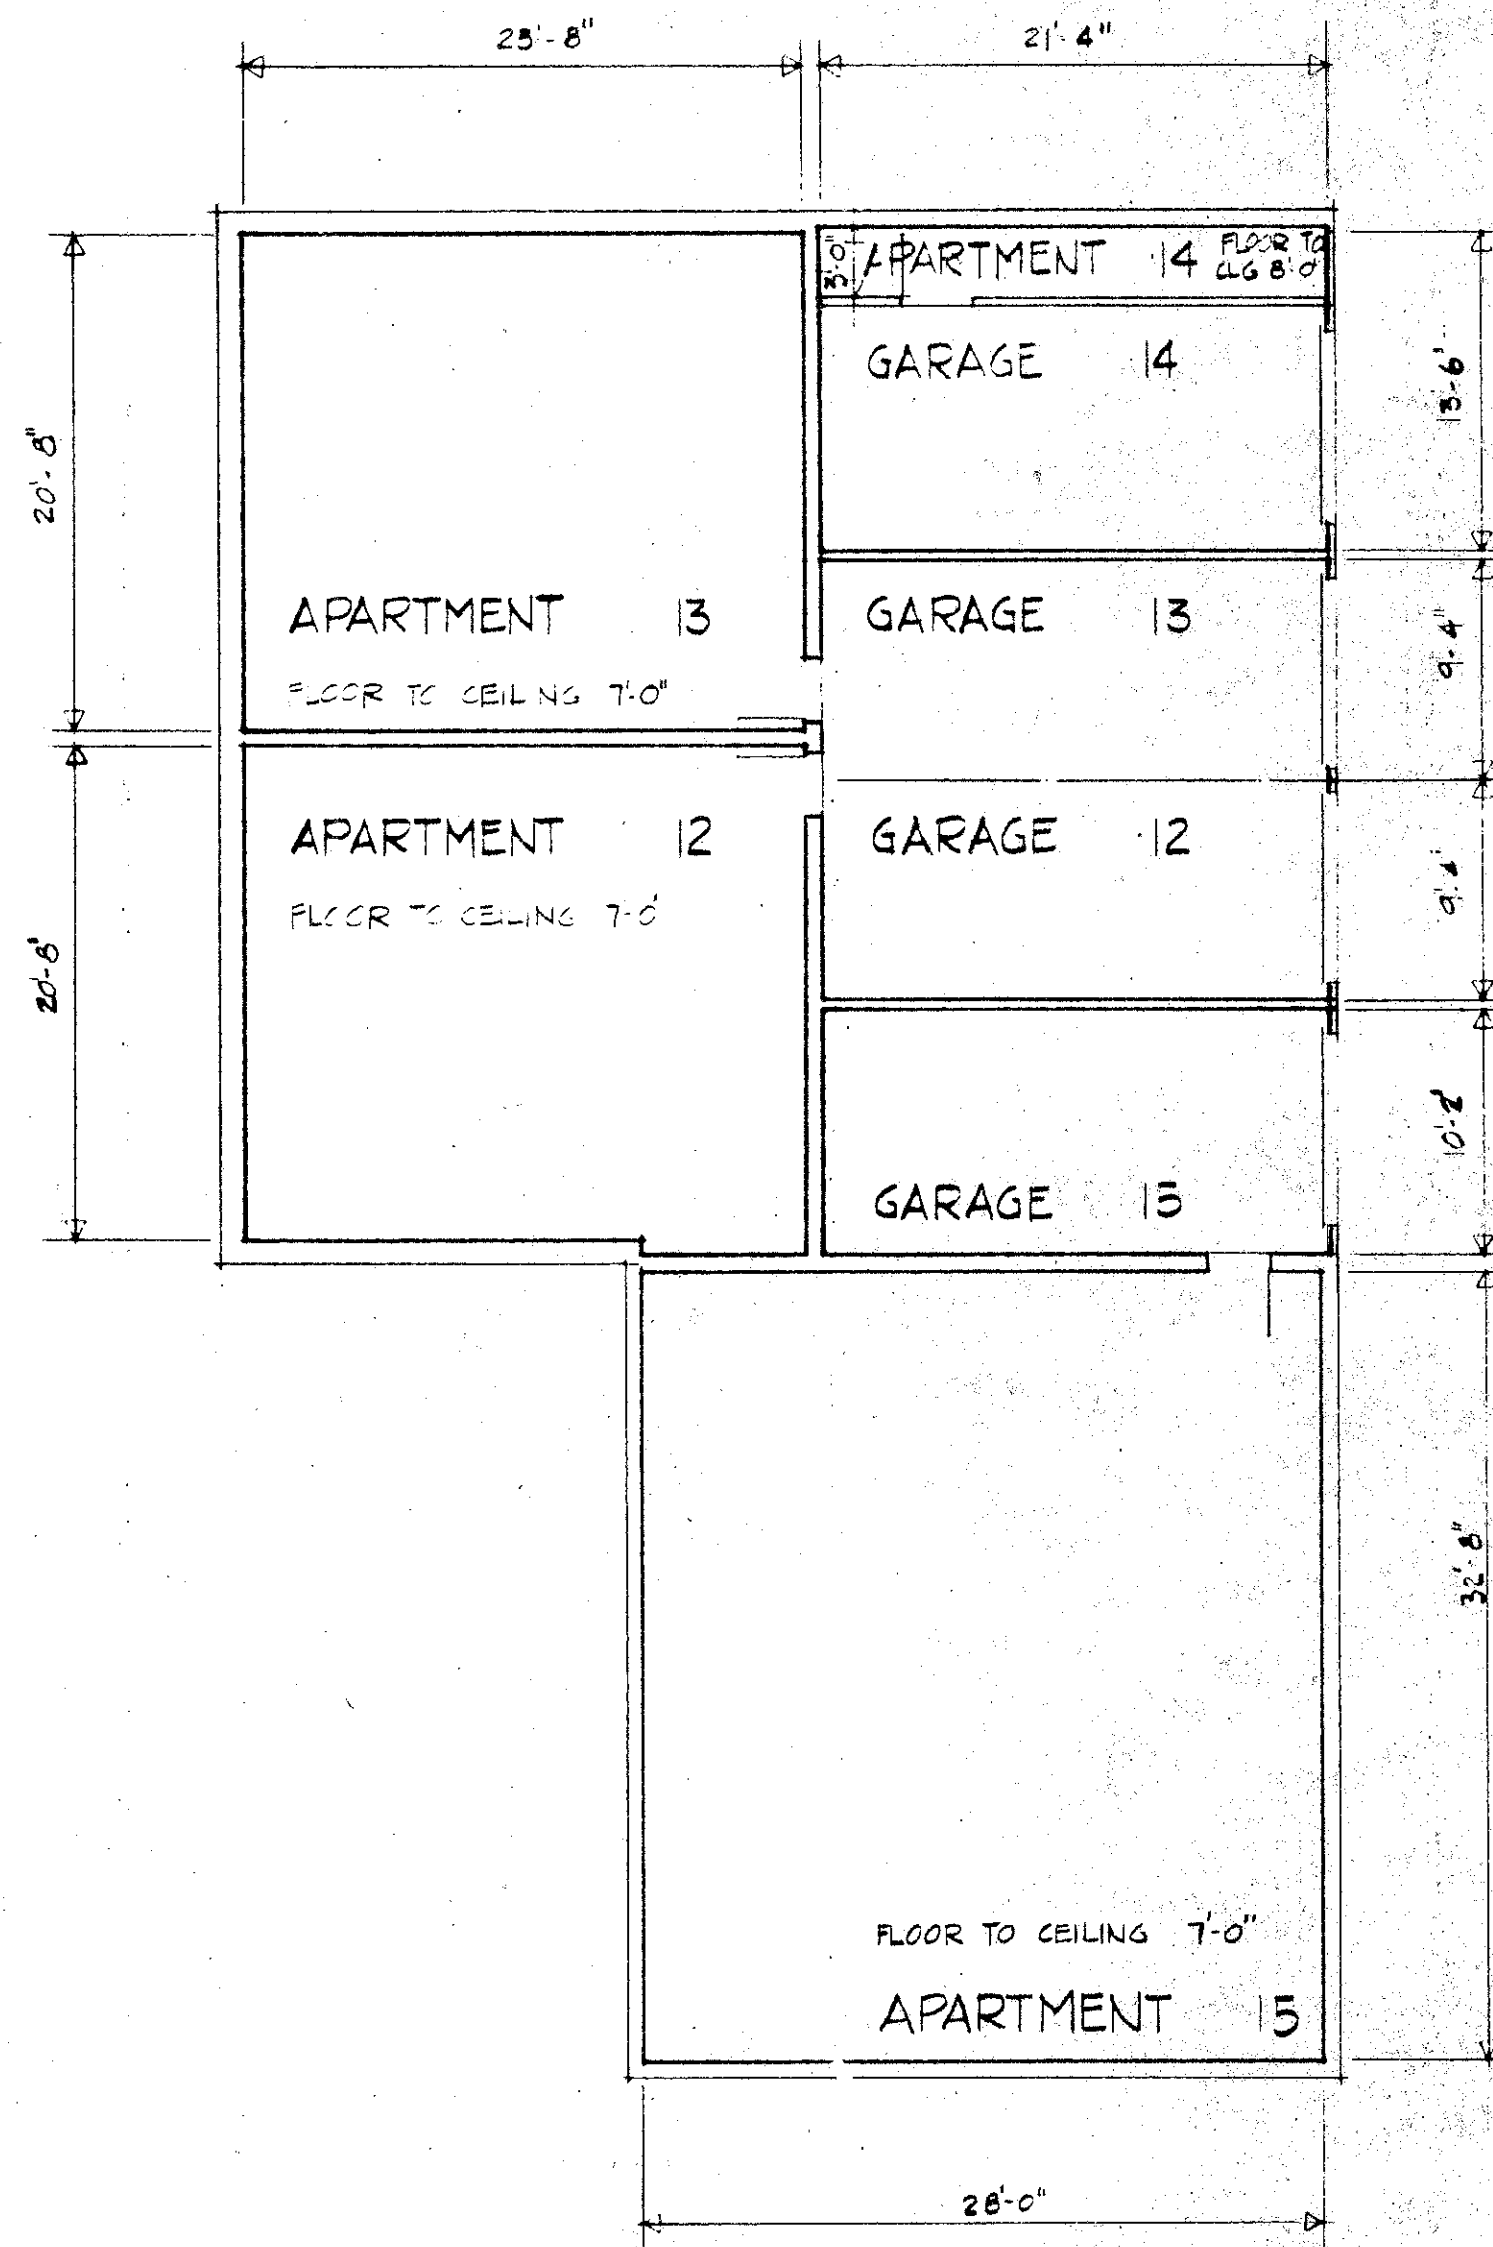 23'-8"
21'-4"
3'-0"
APARTMENT 14
FLOOR TO
CLG 8'-0"
GARAGE 14
13'-6"
20'-8"
APARTMENT 13
GARAGE 13
9'-4"
FLOOR TO CEILING 7'-0"
APARTMENT 12
GARAGE 12
FLOOR TO CEILING 7'-0"
20'-8"
10'-2"
GARAGE 15
32'-8"
FLOOR TO CEILING 7'-0"
APARTMENT 15
28'-0"